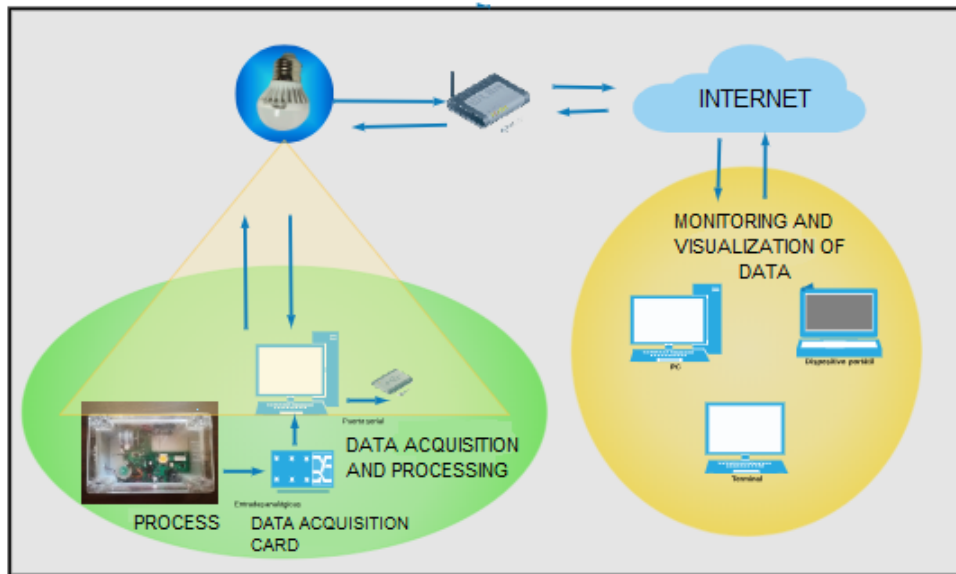 INTERNET
MONITORING AND
VISUALIZATION OF
DATA
PC
Dispositivo portátil
Terminal
Puerto serial
DATA ACQUISITION
AND PROCESSING
Entradas analógicas
PROCESS
DATA ACQUISITION
CARD